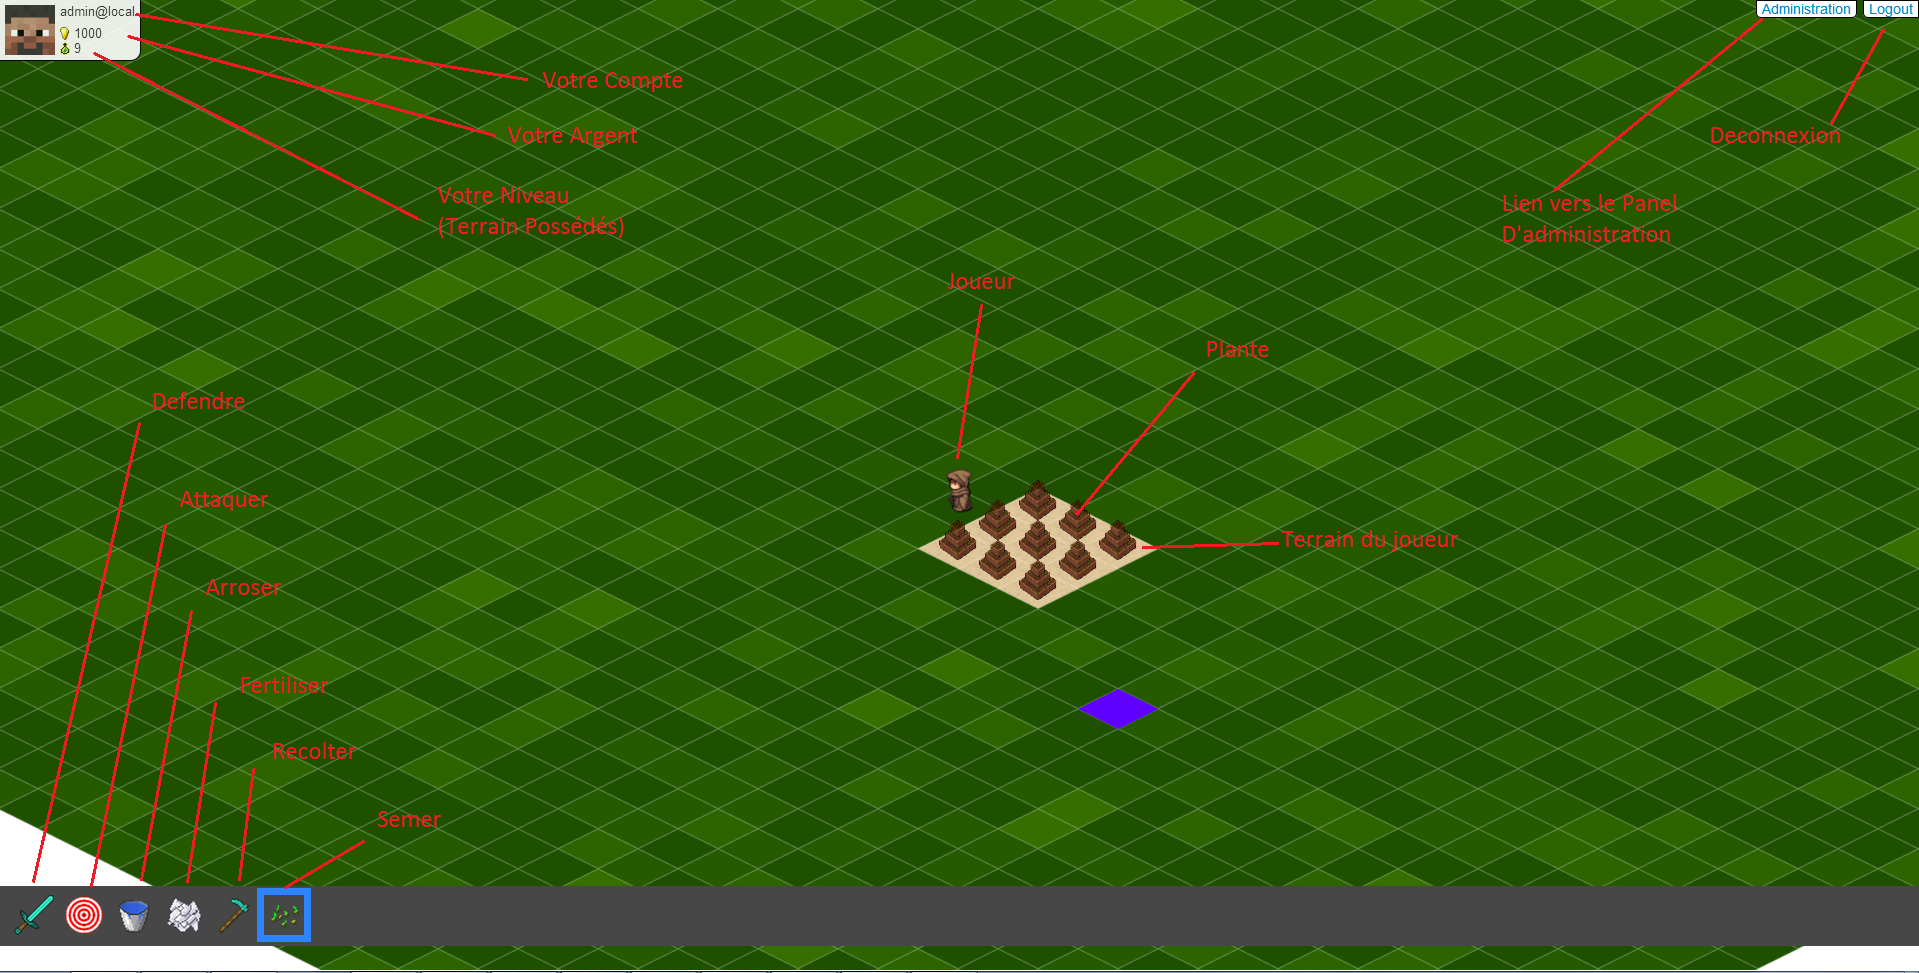 admin@local.
1000
9
Administration
Logout
Votre Compte
Votre Argent
Deconnexion
Votre Niveau
(Terrain Possédés)
Lien vers le Panel
D'administration
Joueur
Plante
Defendre
Attaquer
Terrain du joueur
Arroser
Fertiliser
Recolter
Semer